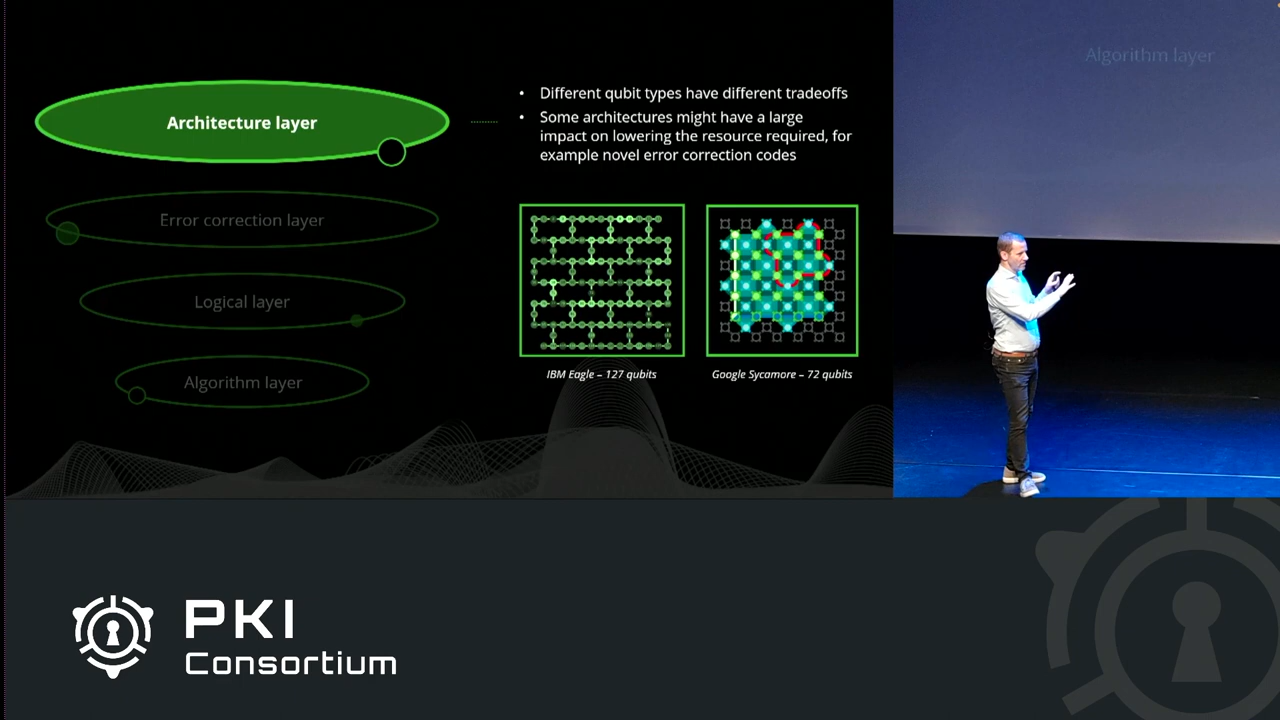 Architecture layer
Error correction layer
Logical layer
Algorithm layer
• Different qubit types have different tradeoffs
• Some architectures might have a large
impact on lowering the resource required, for
example novel error correction codes
IBM Eagle – 127 qubits
Google Sycamore – 72 qubits
Algorithm layer
PKI
Consortium